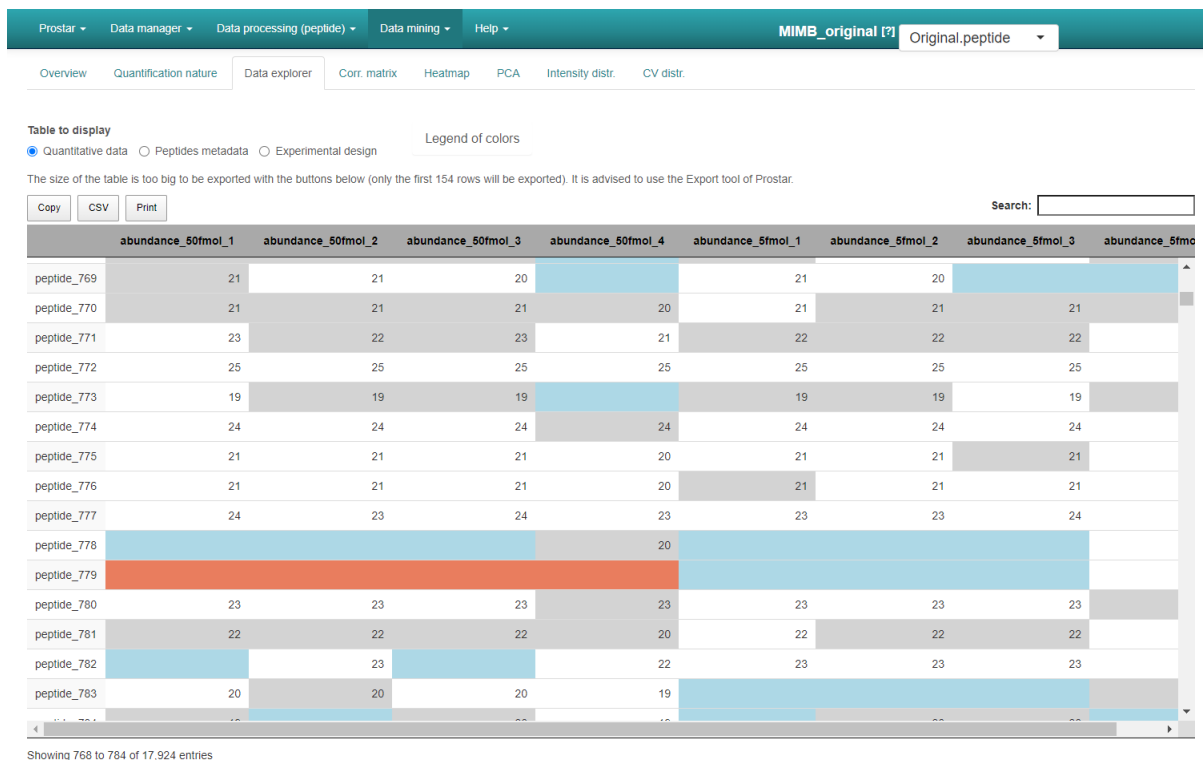 Prostar Data manager Data processing (peptide) Data mining Help MIMB_original [?] Original.peptide
Overview Quantification nature Data explorer Corr. matrix Heatmap PCA Intensity distr. CV distr.
Table to display
Legend of colors
Quantitative data Peptides metadata Experimental design
The size of the table is too big to be exported with the buttons below (only the first 154 rows will be exported). It is advised to use the Export tool of Prostar.
Copy CSV Print Search:
abundance_50fmol_1 abundance_50fmol_2 abundance_50fmol_3 abundance_50fmol_4 abundance_5fmol_1 abundance_5fmol_2 abundance_5fmol_3 abundance_5fmo
peptide_769 21 21 20 21 20
peptide_770 21 21 21 20 21 21 21
peptide_771 23 22 23 21 22 22 22
peptide_772 25 25 25 25 25 25 25
peptide_773 19 19 19 19 19 19
peptide_774 24 24 24 24 24 24 24
peptide_775 21 21 21 20 21 21 21
peptide_776 21 21 21 20 21 21 21
peptide_777 24 23 24 23 23 23 24
peptide_778 20
peptide_779
peptide_780 23 23 23 23 23 23 23
peptide_781 22 22 22 20 22 22 22
peptide_782 23 22 23 23 23
peptide_783 20 20 20 19
Showing 768 to 784 of 17,924 entries